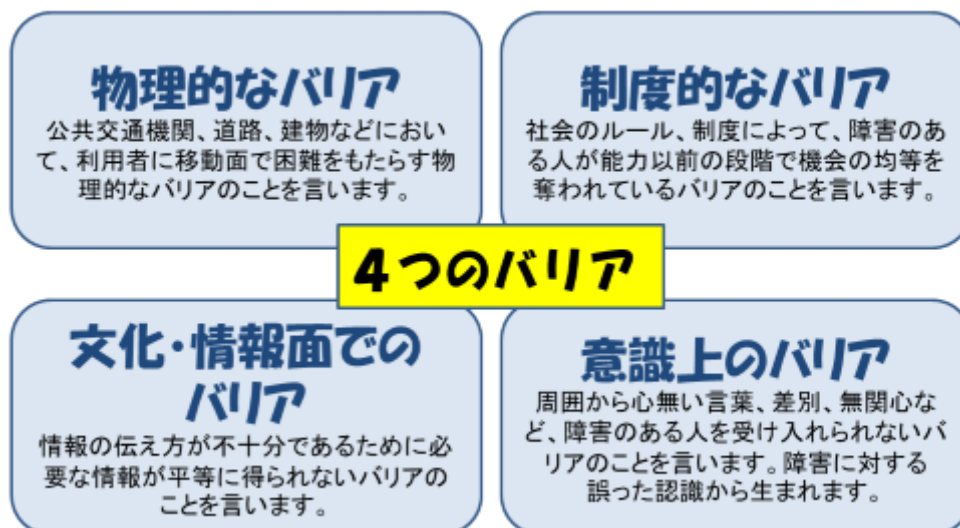 物理的なバリア
公共交通機関、道路、建物などにおい
て、利用者に移動面で困難をもたらす物
理的なバリアのことを言います。
制度的なバリア
社会のルール、制度によって、障害のあ
る人が能力以前の段階で機会の均等を
奪われているバリアのことを言います。
4つのバリア
文化・情報面での
バリア
情報の伝え方が不十分であるために必
要な情報が平等に得られないバリアの
ことを言います。
意識上のバリア
周囲から心無い言葉、差別、無関心な
ど、障害のある人を受け入れられないバ
リアのことを言います。障害に対する
誤った認識から生まれます。